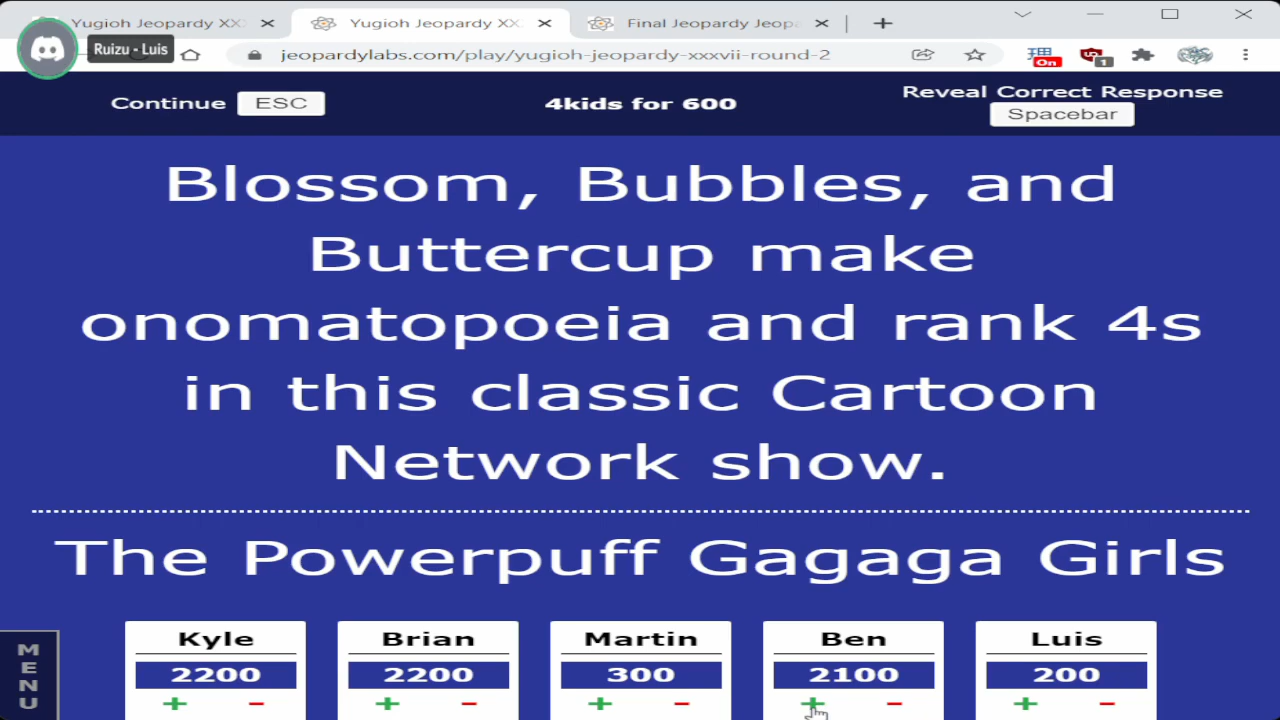 Yugioh Jeopardy XX
Yugioh Jeopardy XX
Final Jeopardy Jeop
Ruizu - Luis
jeopardylabs.com/play/yugioh-jeopardy-xxxvii-round-2
On
1
Continue ESC
4kids for 600
Reveal Correct Response
Spacebar
Blossom, Bubbles, and
Buttercup make
onomatopoeia and rank 4s
in this classic Cartoon
Network show.
The Powerpuff Gagaga Girls
MENU
Kyle Brian Martin Ben Luis
2200 2200 300 2100 200
+ - + - + - + - + -